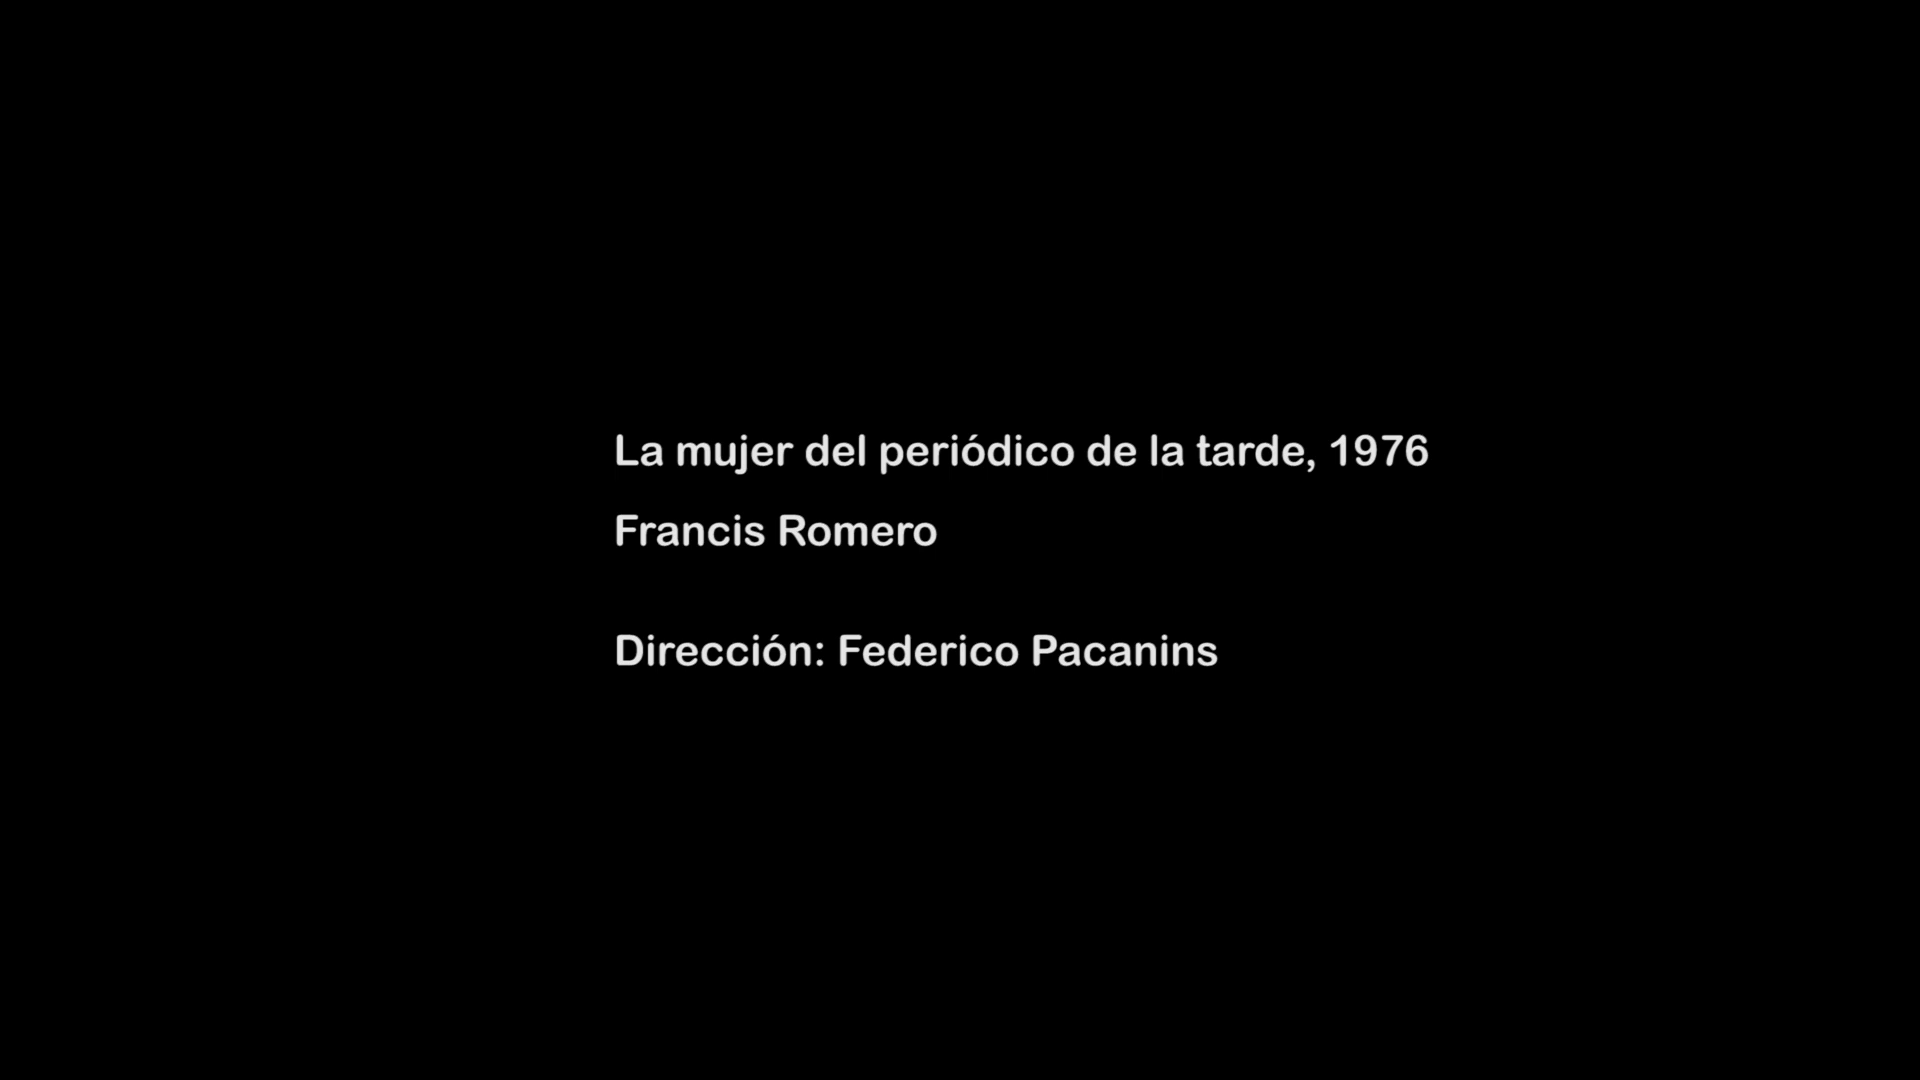 La mujer del periódico de la tarde, 1976
Francis Romero
Dirección: Federico Pacanins